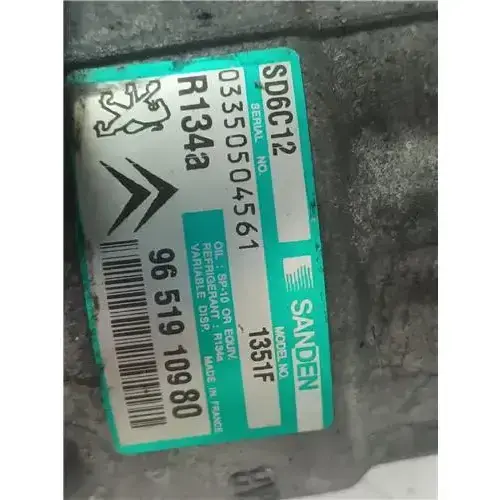 SD6C12
SANDEN
SERIAL NO.
MODEL NO.
03350504561
1351F
R134a
OIL : SP-10 OR EQUIV.
REFRIGERANT : R134a
VARIABLE DISP.
MADE IN FRANCE
96 519 109 80